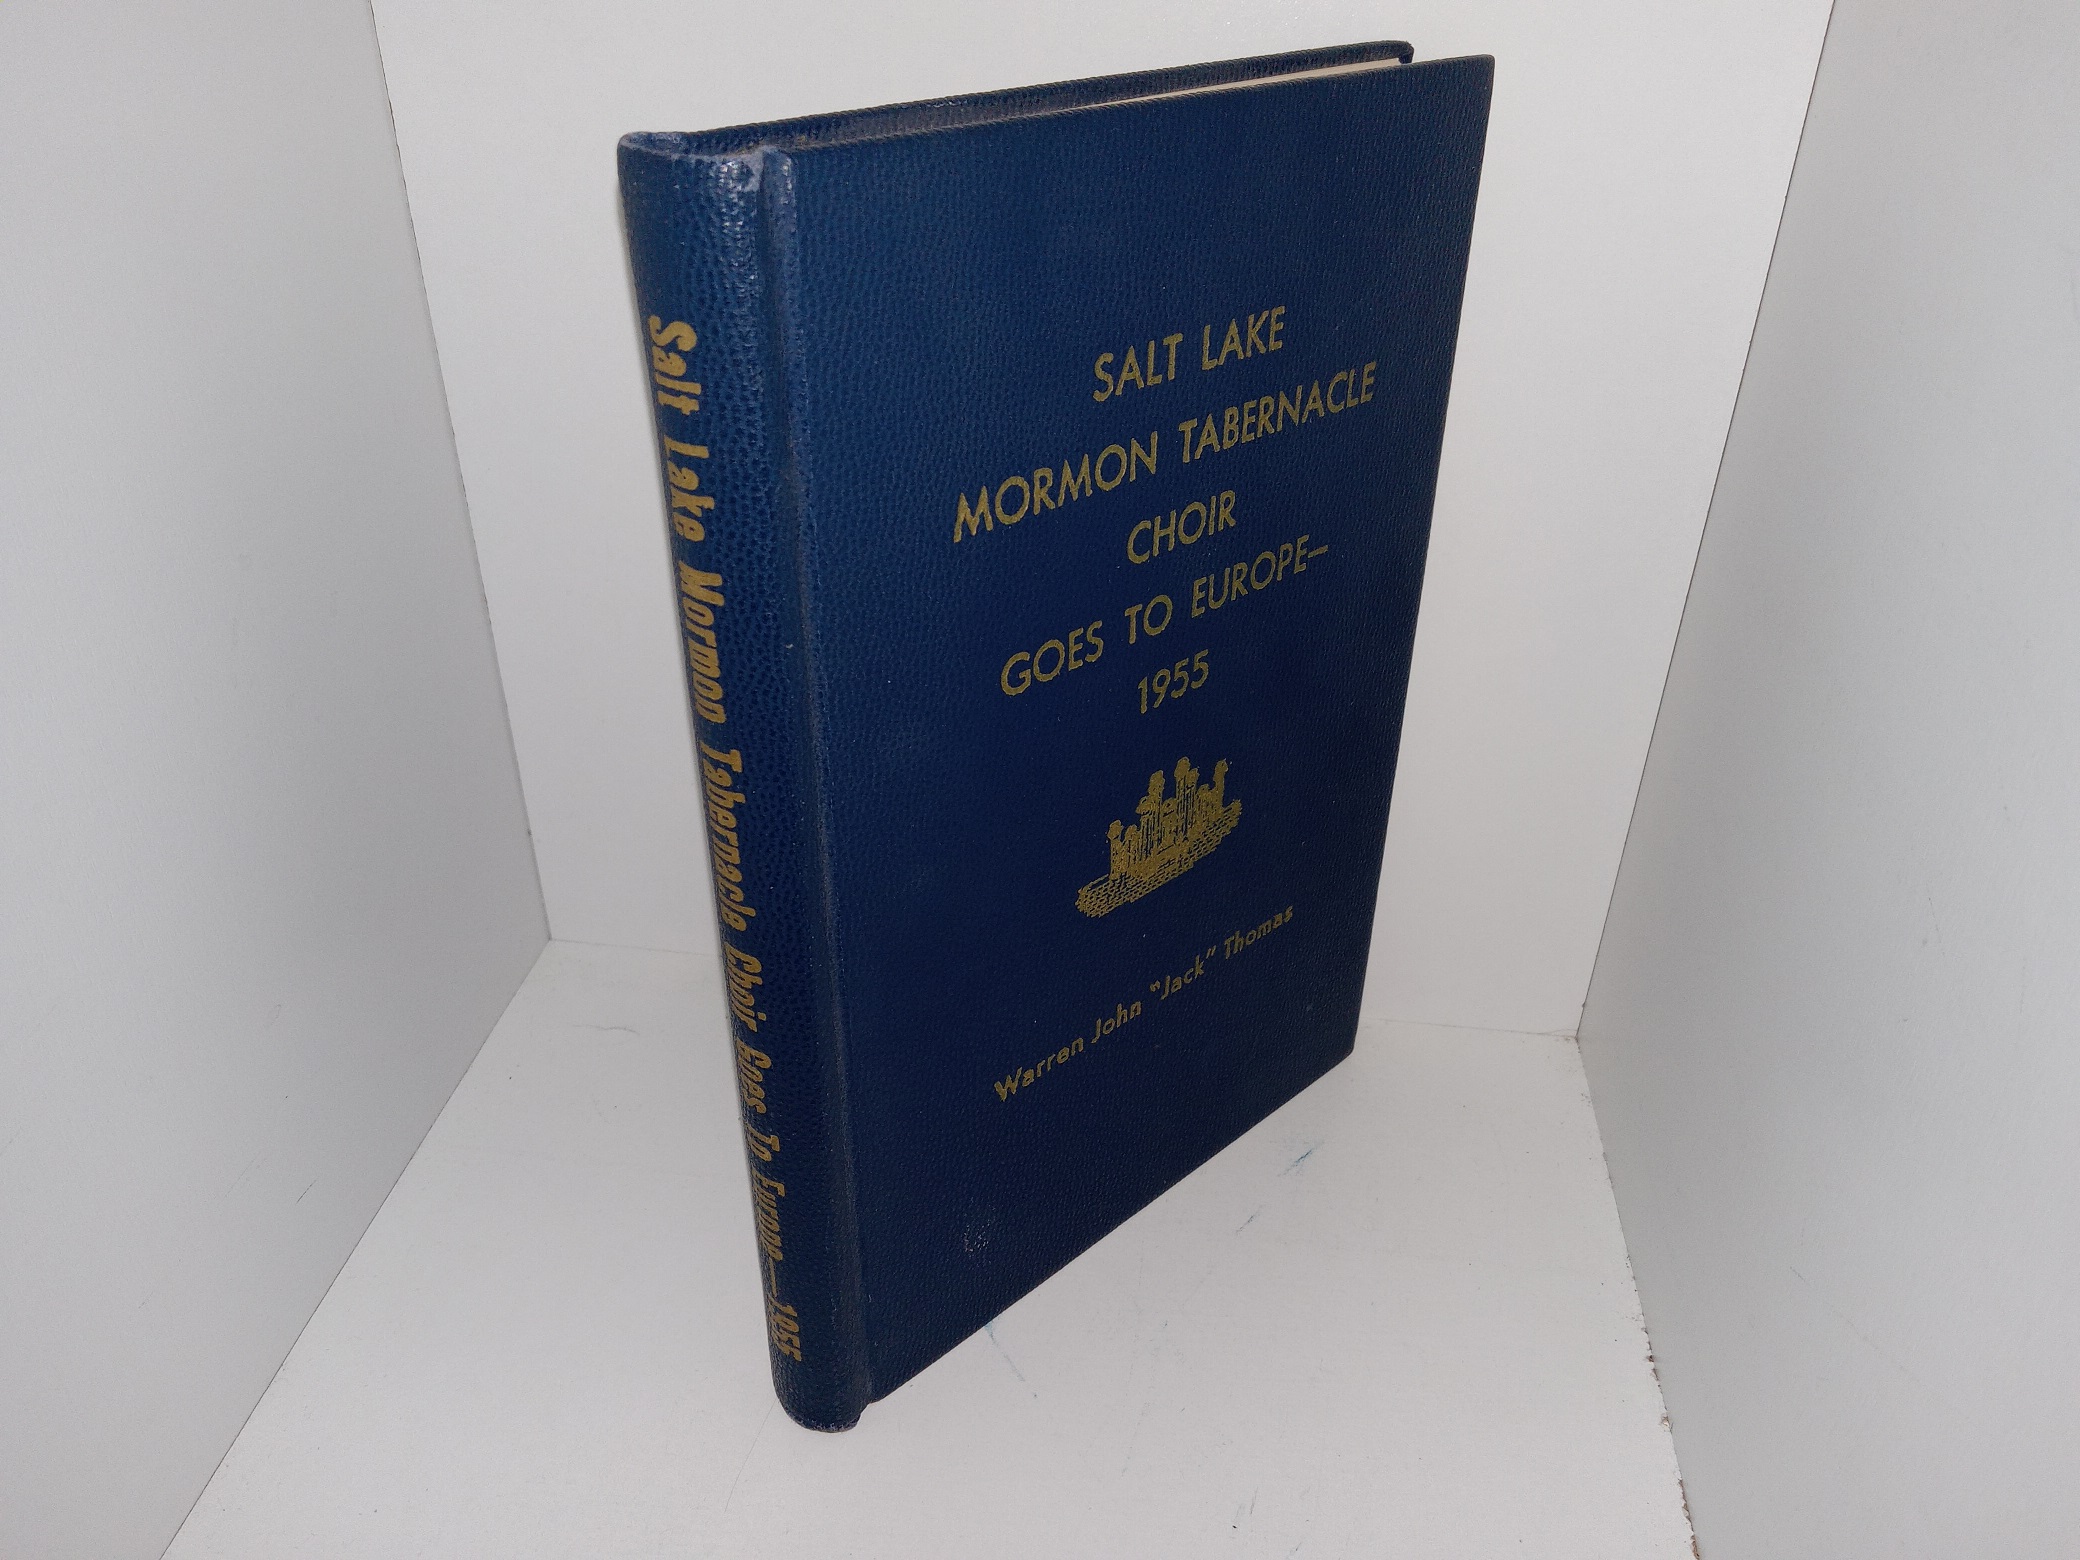 Salt Lake Mormon Tabernacle Choir Goes To Europe—1955
SALT LAKE
MORMON TABERNACLE
CHOIR
GOES TO EUROPE—
1955
Warren John "Jack" Thomas